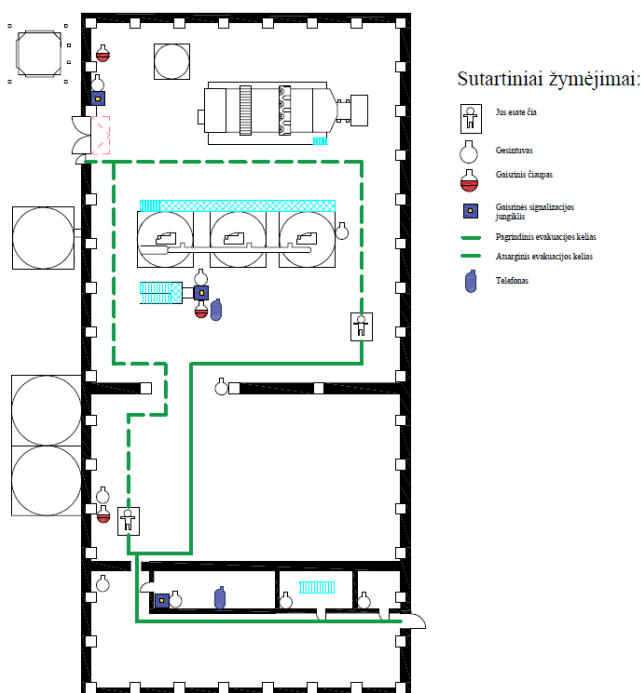 Sutartiniai žymėjimai:
Jus esate čia
Gesintuvas
Gaisrinis čiaupas
Gaisrinės signalizacijos
jungiklis
Pagrindinis evakuacijos kelias
Atsarginis evakuacijos kelias
Telefonas